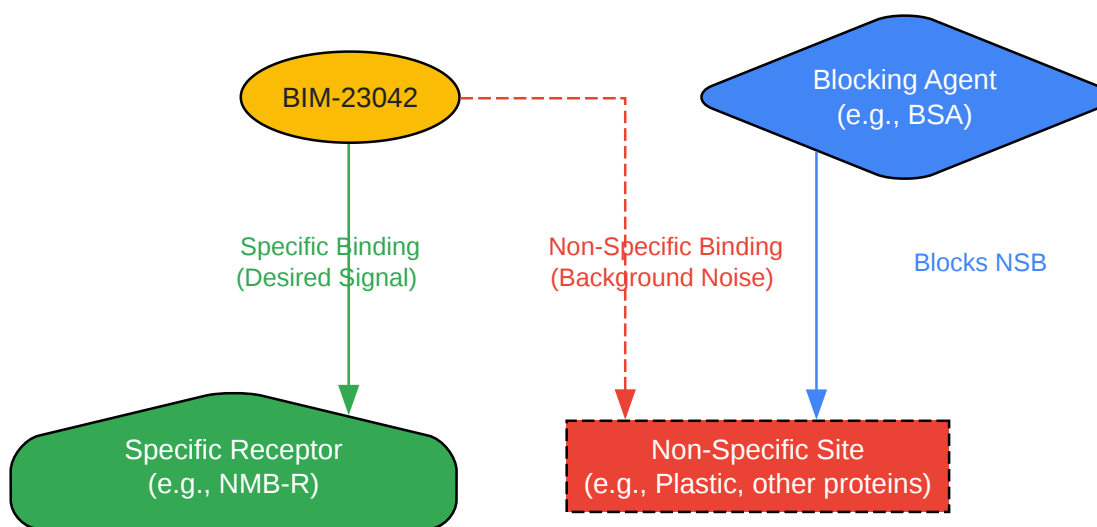 BIM-23042
Blocking Agent
(e.g., BSA)
Specific Binding
(Desired Signal)
Non-Specific Binding
(Background Noise)
Blocks NSB
Specific Receptor
(e.g., NMB-R)
Non-Specific Site
(e.g., Plastic, other proteins)